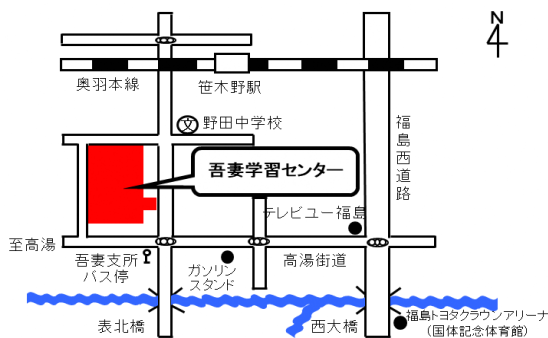 N
奥羽本線
笹木野駅
文
野田中学校
福島西道路
吾妻学習センター
テレビユー福島
至高湯
吾妻支所
バス停
ガソリン
スタンド
高湯街道
表北橋
西大橋
福島トヨタクラウンアリーナ
(国体記念体育館)